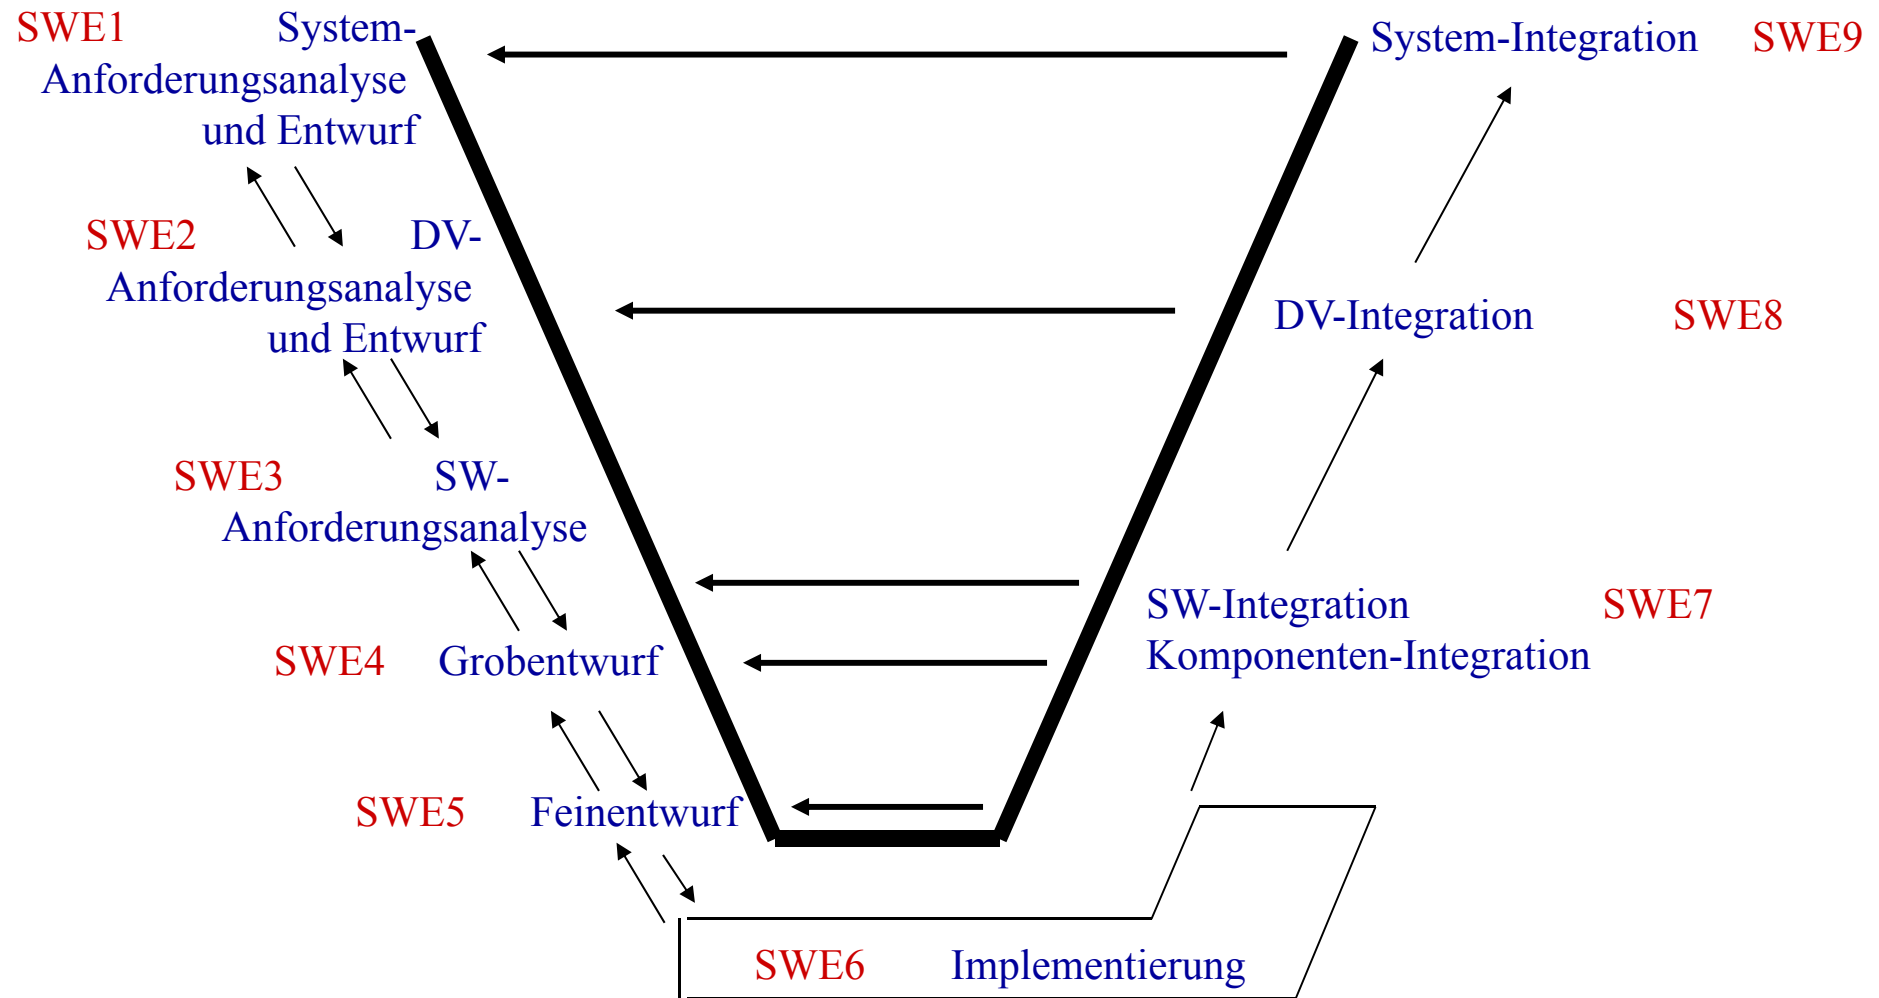 SWE1 System-
Anforderungsanalyse
und Entwurf
System-Integration SWE9
SWE2 DV-
Anforderungsanalyse
und Entwurf
DV-Integration SWE8
SWE3 SW-
Anforderungsanalyse
SW-Integration SWE7
Komponenten-Integration
SWE4 Grobentwurf
SWE5 Feinentwurf
SWE6 Implementierung